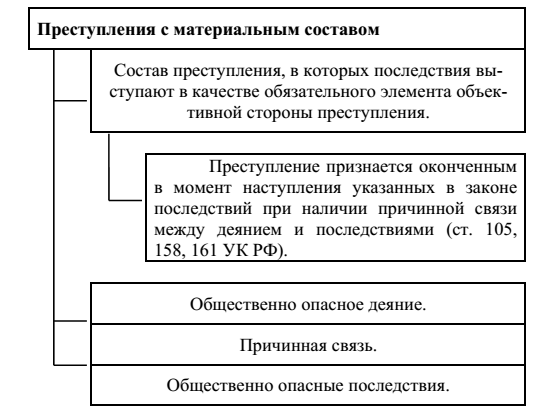 Преступления с материальным составом
Состав преступления, в которых последствия вы-
ступают в качестве обязательного элемента объек-
тивной стороны преступления.
Преступление признается оконченным
в момент наступления указанных в законе
последствий при наличии причинной связи
между деянием и последствиями (ст. 105,
158, 161 УК РФ).
Общественно опасное деяние.
Причинная связь.
Общественно опасные последствия.